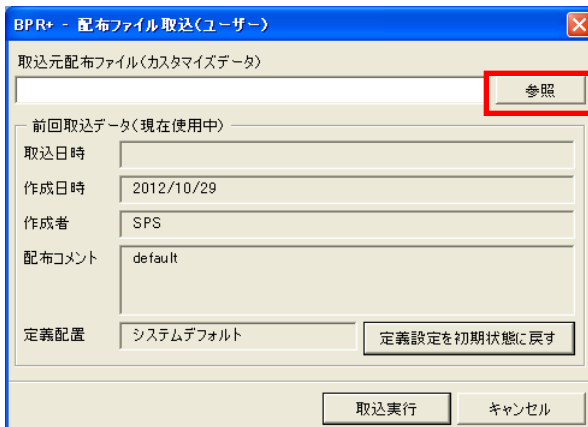 BPR+ - 配布ファイル取込(ユーザー)
取込元配布ファイル(カスタマイズデータ)
参照
前回取込データ(現在使用中)
取込日時
作成日時 2012/10/29
作成者 SPS
配布コメント default
定義配置 システムデフォルト 定義設定を初期状態に戻す
取込実行 キャンセル